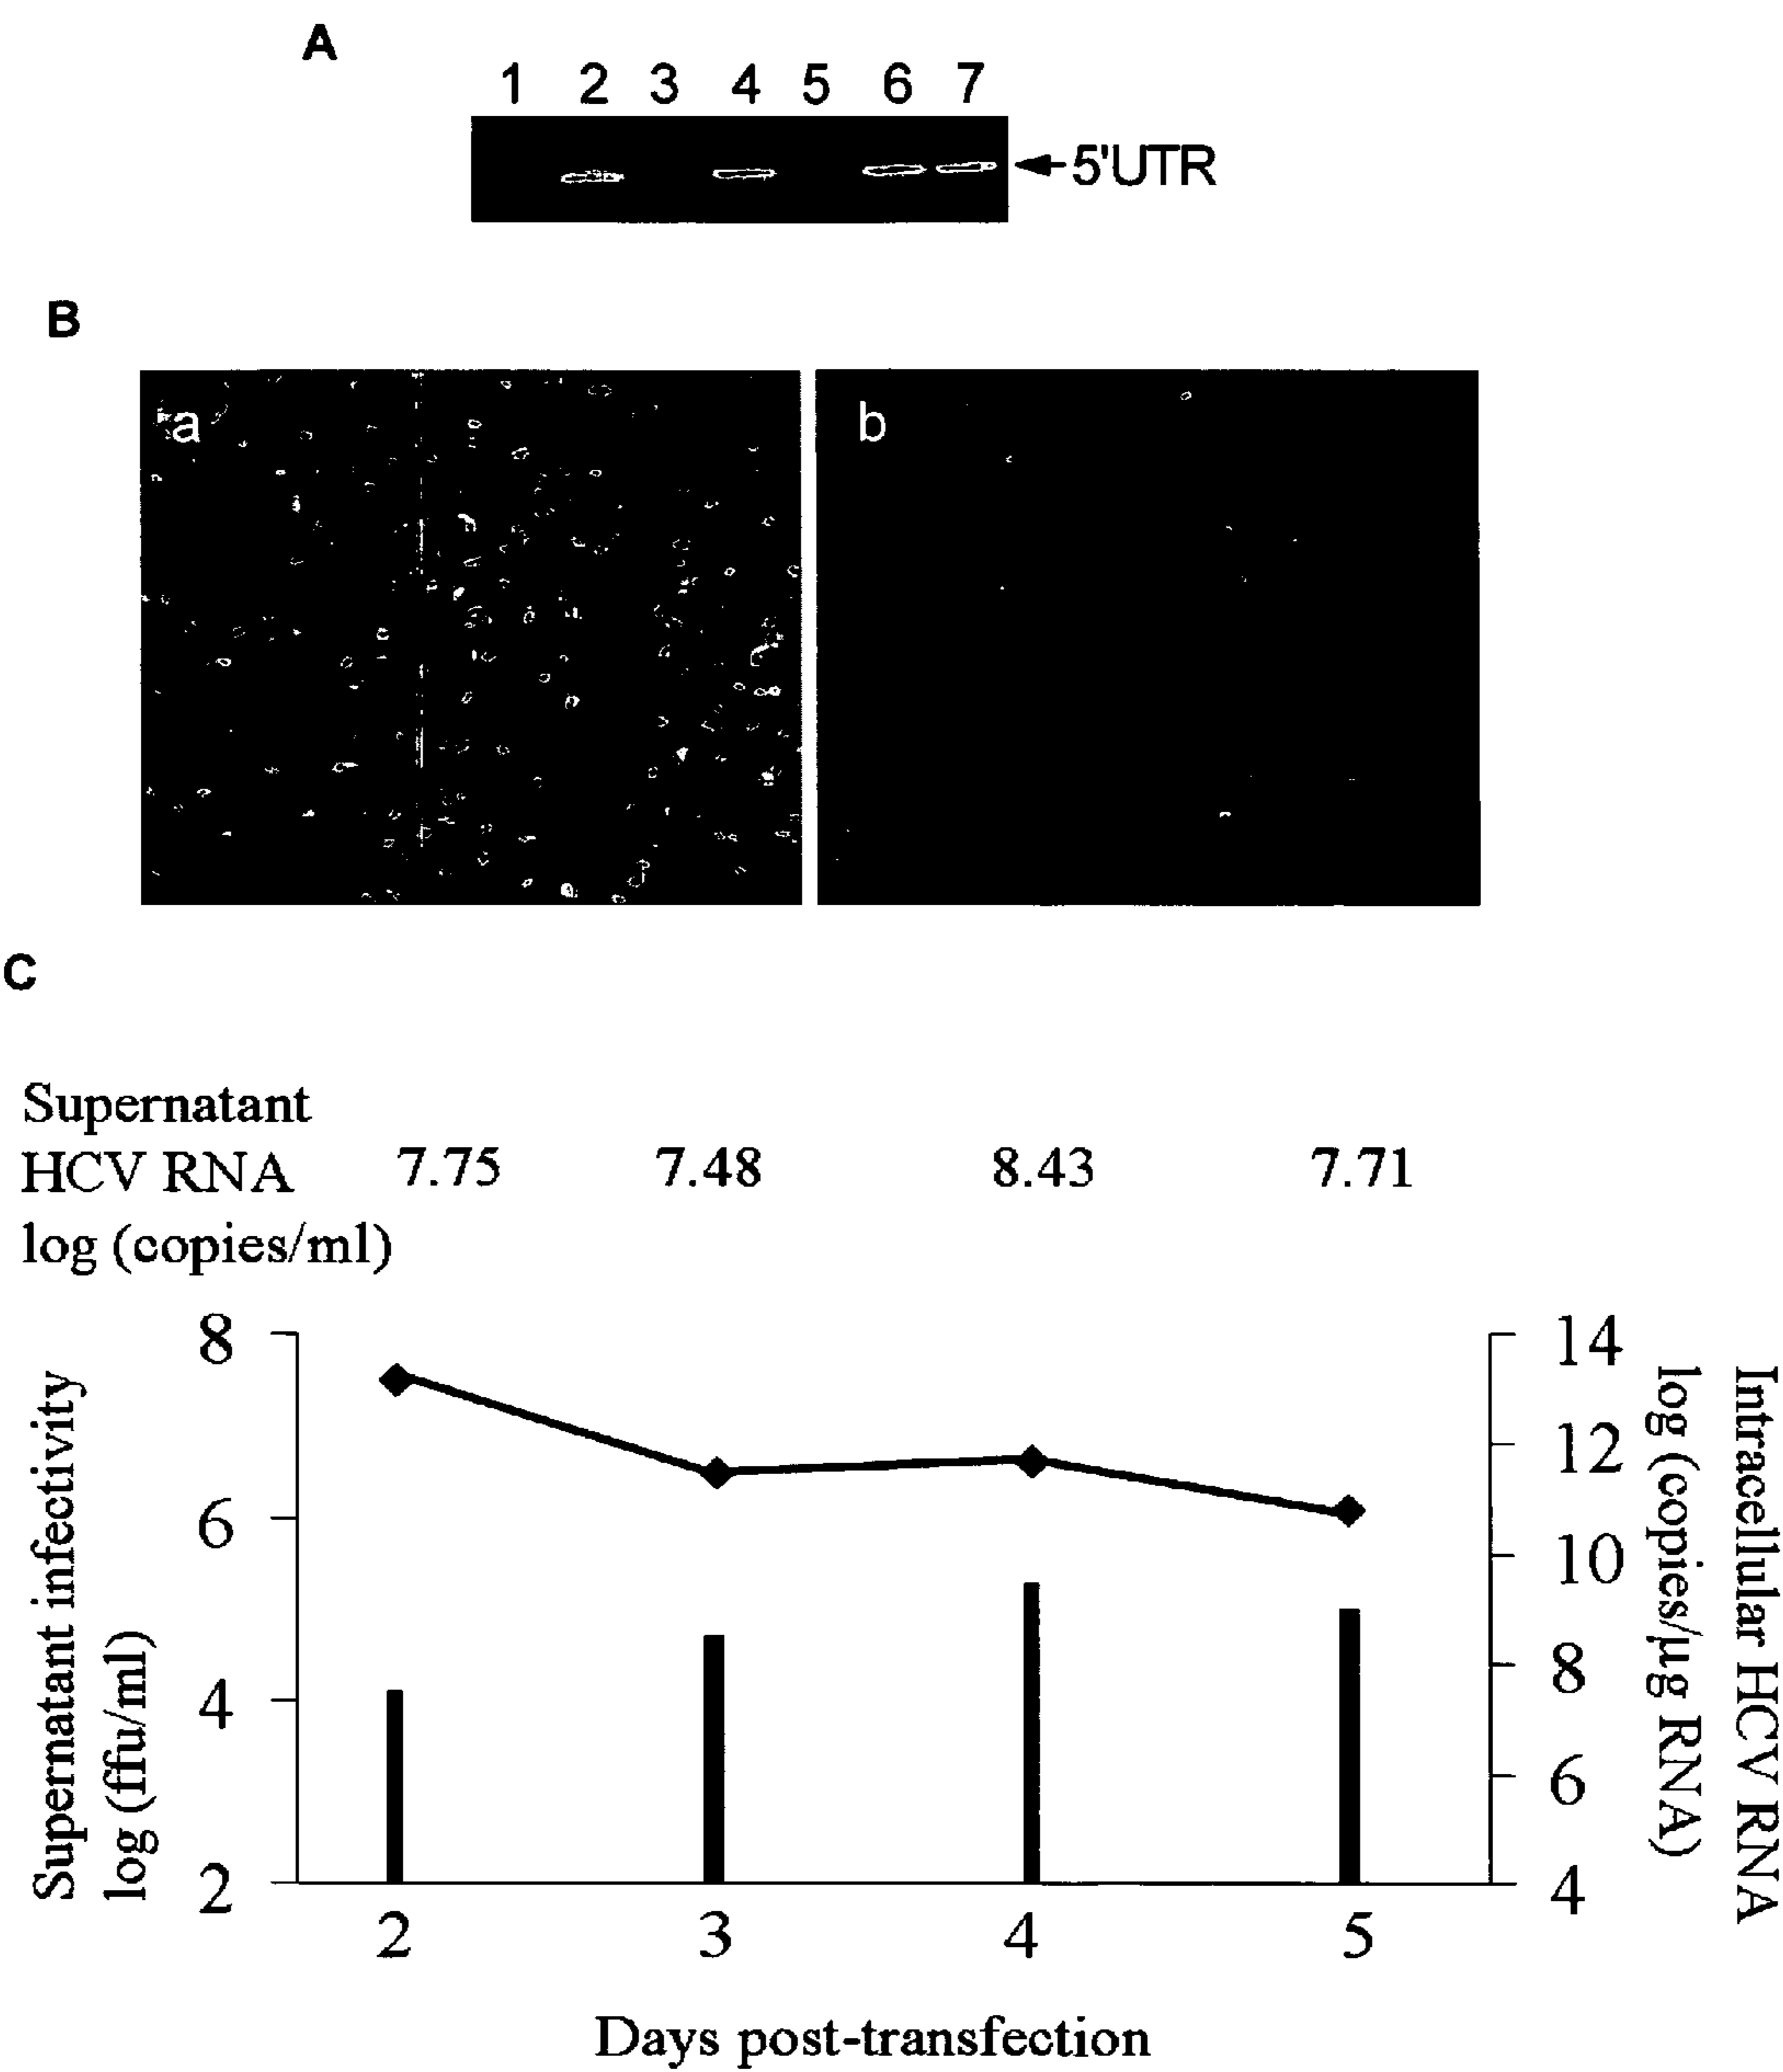 A
1 2 3 4 5 6 7
5'UTR
B
a
b
C
Supernatant
HCV RNA 7.75 7.48 8.43 7.71
log (copies/ml)
8
6
4
2
Supernatant infectivity
log (ffu/ml)
14
12
10
8
6
4
Intracellular HCV RNA
log (copies/µg RNA)
2 3 4 5
Days post-transfection